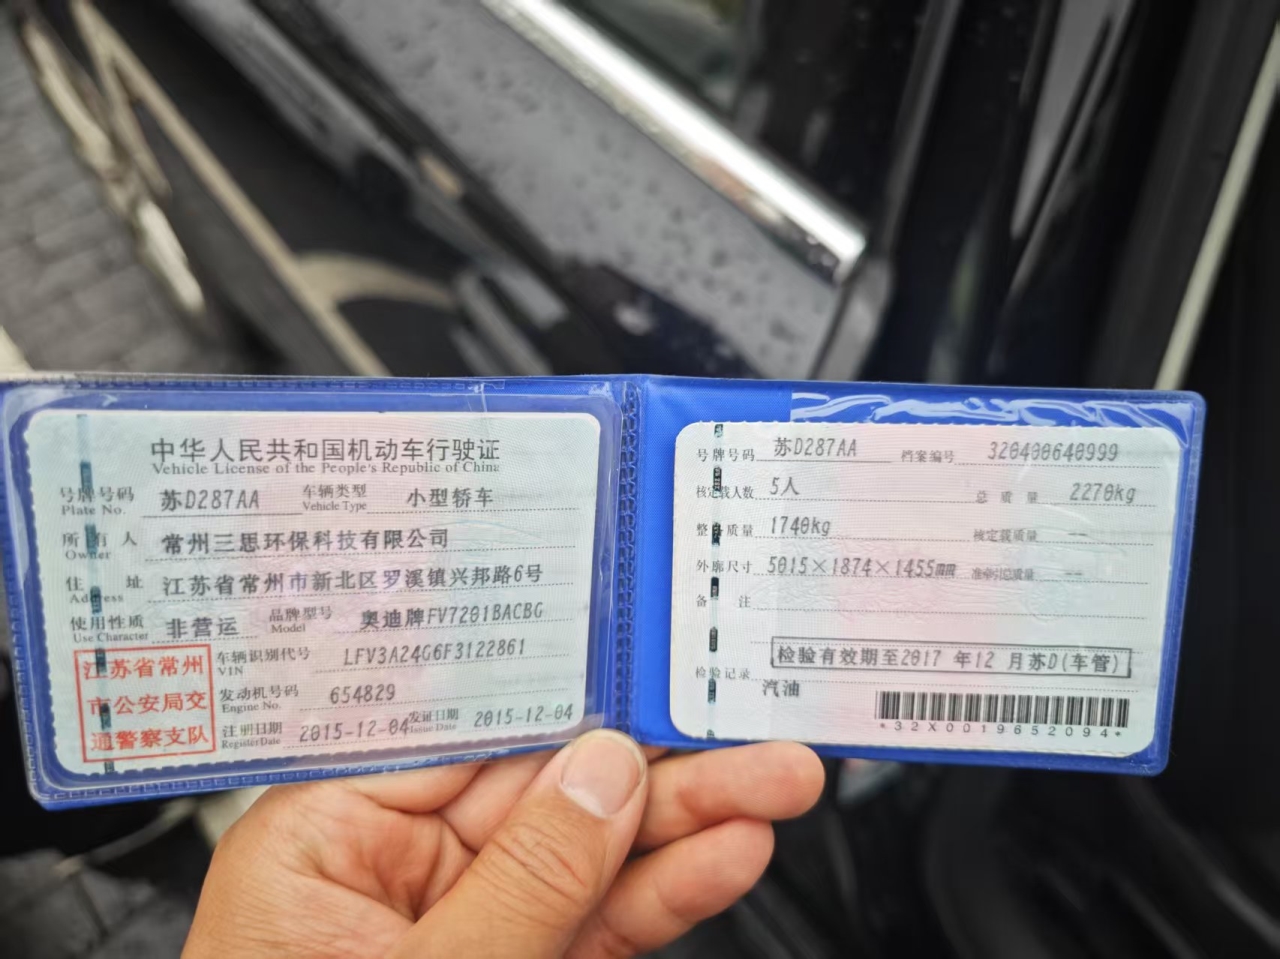 中华人民共和国机动车行驶证
Vehicle License of the People's Republic of China
号牌号码 苏D287AA 车辆类型 小型轿车
Plate No. Vehicle Type
所有人 常州三思环保科技有限公司
Owner
住址 江苏省常州市新北区罗溪镇兴邦路6号
Address
使用性质 非营运 品牌型号 奥迪牌FV7201BACBG
Use Character Model
江苏省常州
市公安局交
通警察支队
车辆识别代号 LFV3A24G6F3122861
VIN
发动机号码 654829
Engine No.
注册日期 2015-12-04 发证日期 2015-12-04
Register Date Issue Date
号牌号码 苏D287AA 档案编号 320400640999
核定载人数 5人 总质量 2270kg
整备质量 1740kg 核定载质量 --
外廓尺寸 5015×1874×1455mm 准牵引总质量 --
备注
检验有效期至2017 年12 月苏D(车管)
检验记录
汽油
*32X0019652094*